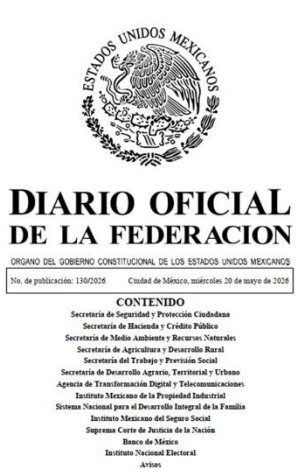 ESTADOS UNIDOS MEXICANOS
DIARIO OFICIAL
DE LA FEDERACION
ORGANO DEL GOBIERNO CONSTITUCIONAL DE LOS ESTADOS UNIDOS MEXICANOS
No. de publicación: 130/2026 Ciudad de México, miércoles 20 de mayo de 2026
CONTENIDO
Secretaría de Seguridad y Protección Ciudadana
Secretaría de Hacienda y Crédito Público
Secretaría de Medio Ambiente y Recursos Naturales
Secretaría de Agricultura y Desarrollo Rural
Secretaría del Trabajo y Previsión Social
Secretaría de Desarrollo Agrario, Territorial y Urbano
Agencia de Transformación Digital y Telecomunicaciones
Instituto Mexicano de la Propiedad Industrial
Sistema Nacional para el Desarrollo Integral de la Familia
Instituto Mexicano del Seguro Social
Suprema Corte de Justicia de la Nación
Banco de México
Instituto Nacional Electoral
Avisos